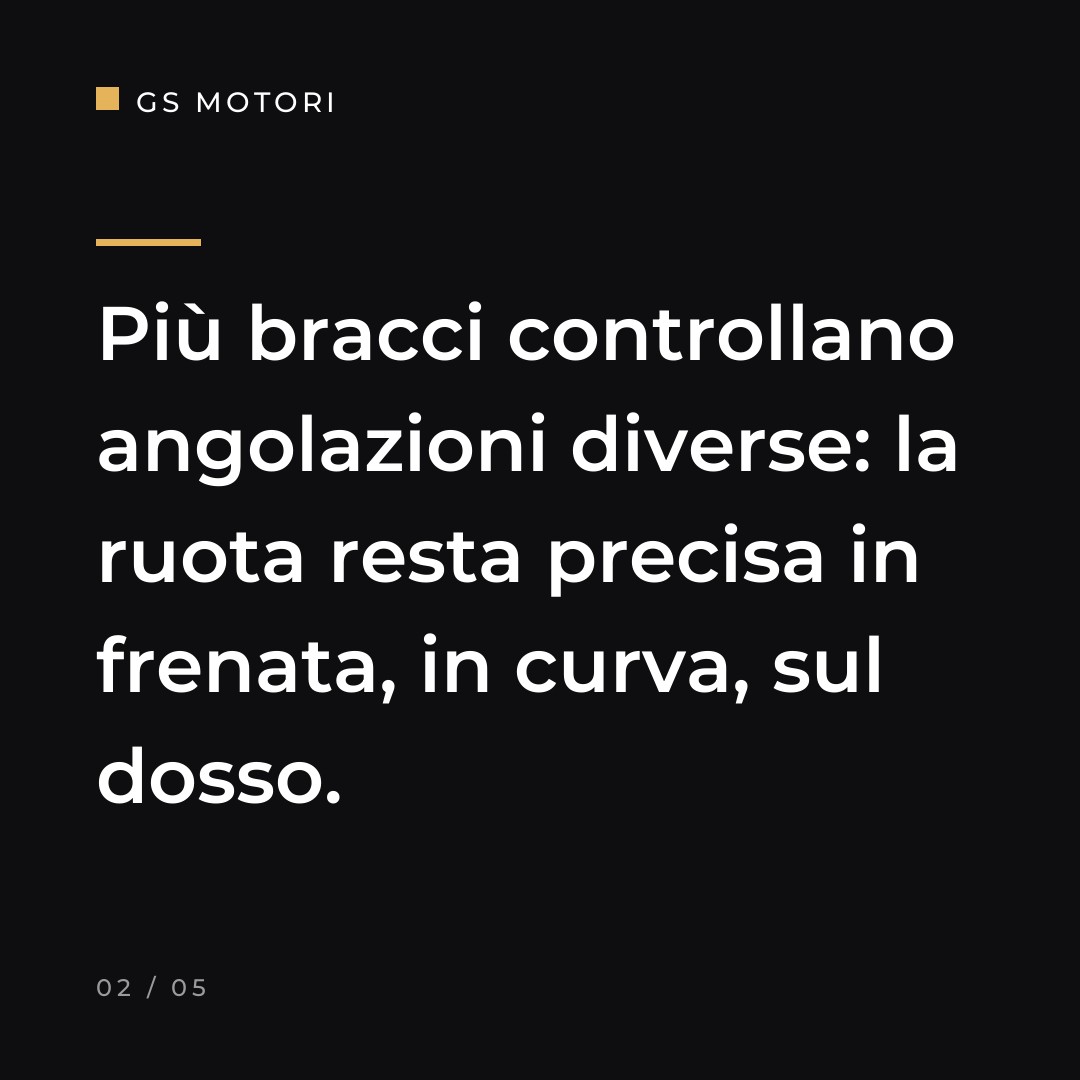 GS MOTORI
Più bracci controllano
angolazioni diverse: la
ruota resta precisa in
frenata, in curva, sul
dosso.
02 / 05